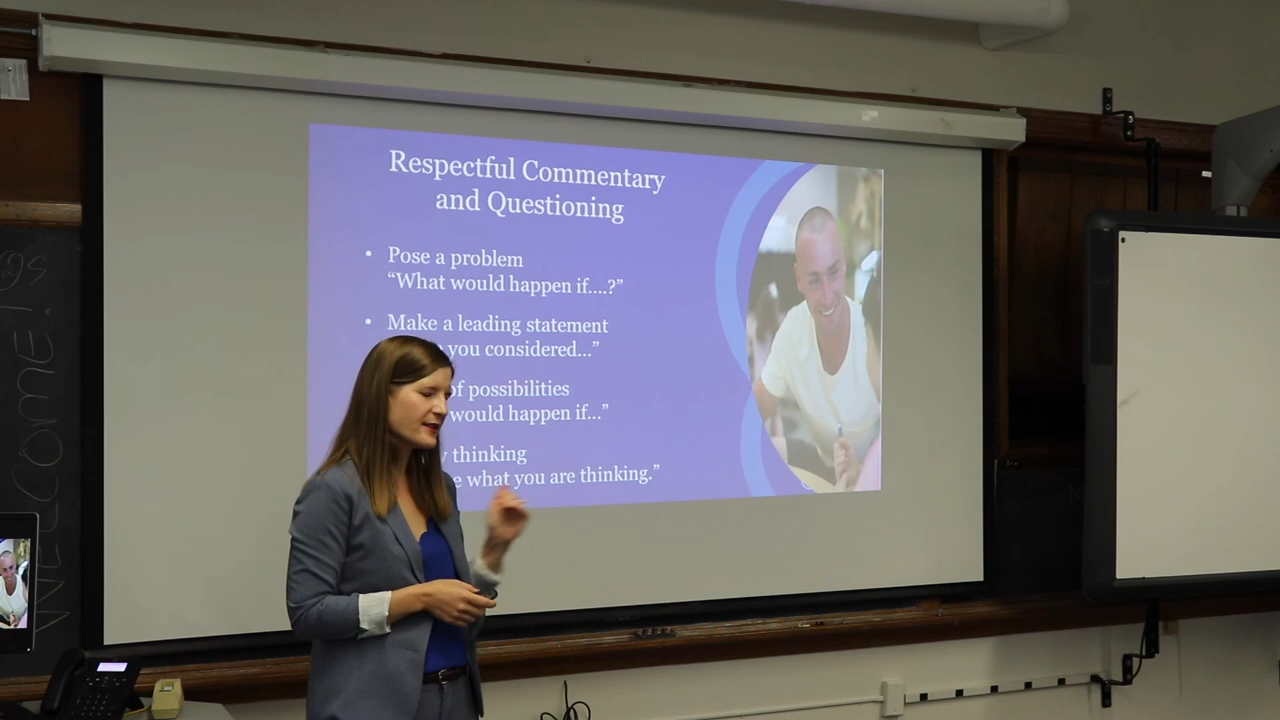 Respectful Commentary
and Questioning
• Pose a problem
“What would happen if....?”
• Make a leading statement
you considered...”
of possibilities
would happen if...”
thinking
what you are thinking.”
WELCOME!